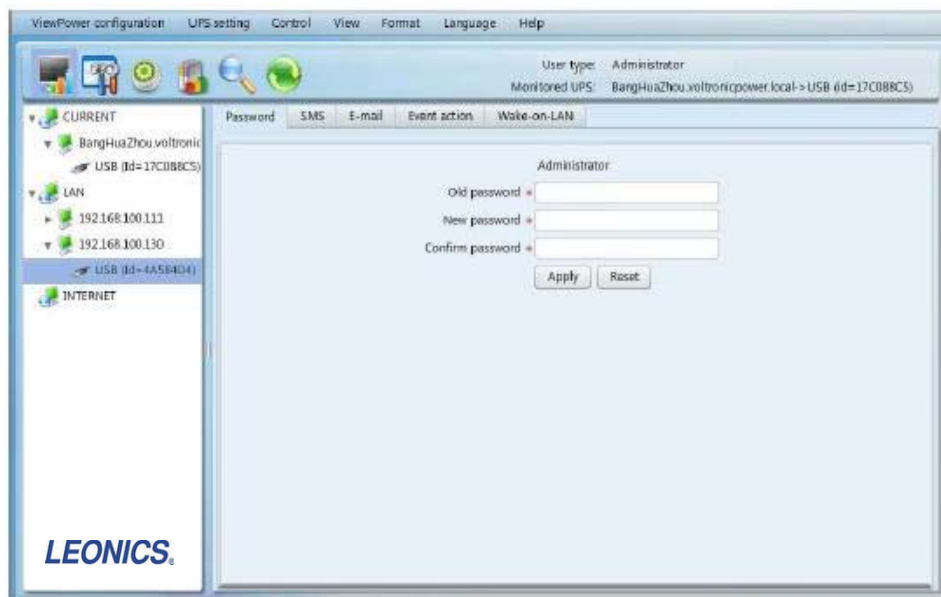 ViewPower configuration UPS setting Control View Format Language Help
User type: Administrator
Monitored UPS: BangHuaZhou.voltronicpower.local->USB (Id=17C0B8C5)
CURRENT
BangHuaZhou.voltronic
USB (Id=17C0B8C5)
LAN
192.168.100.111
192.168.100.130
USB (Id=4A584D4)
INTERNET
LEONICS®
Password SMS E-mail Event action Wake-on-LAN
Administrator
Old password *
New password *
Confirm password *
Apply Reset